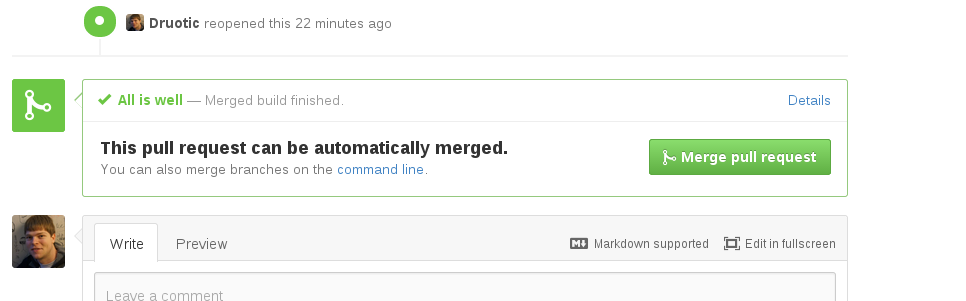 Druotic reopened this 22 minutes ago
All is well — Merged build finished.
Details
This pull request can be automatically merged.
You can also merge branches on the command line.
Merge pull request
Write
Preview
Markdown supported
Edit in fullscreen
Leave a comment